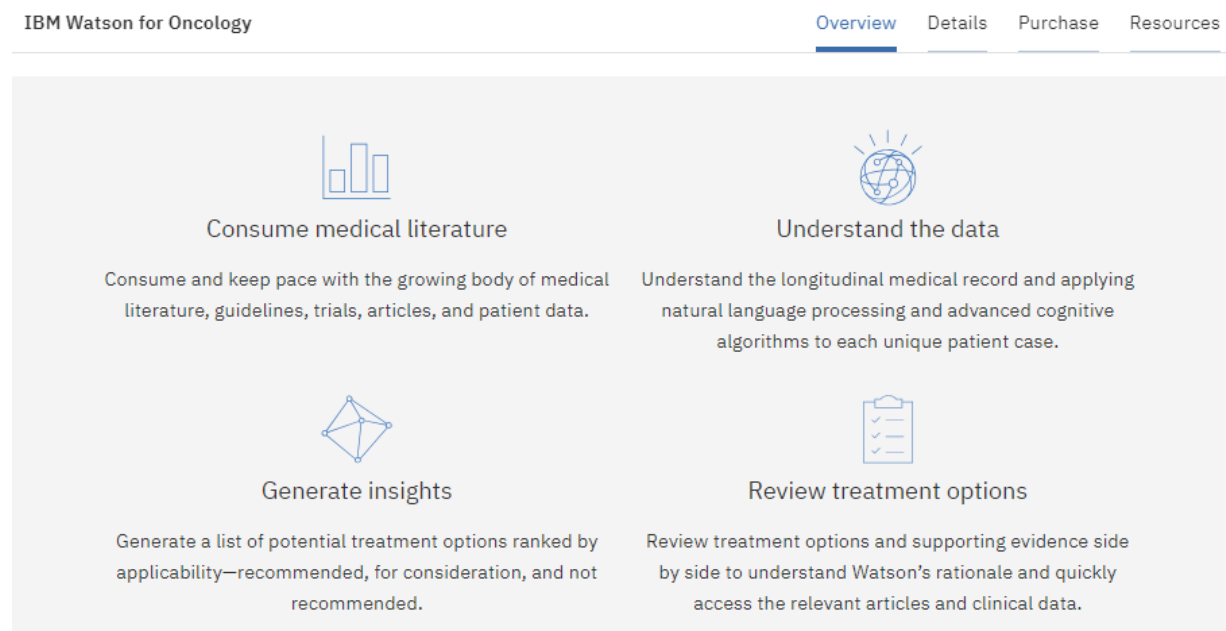 IBM Watson for Oncology
Overview Details Purchase Resources
Consume medical literature
Consume and keep pace with the growing body of medical
literature, guidelines, trials, articles, and patient data.
Understand the data
Understand the longitudinal medical record and applying
natural language processing and advanced cognitive
algorithms to each unique patient case.
Generate insights
Generate a list of potential treatment options ranked by
applicability—recommended, for consideration, and not
recommended.
Review treatment options
Review treatment options and supporting evidence side
by side to understand Watson’s rationale and quickly
access the relevant articles and clinical data.